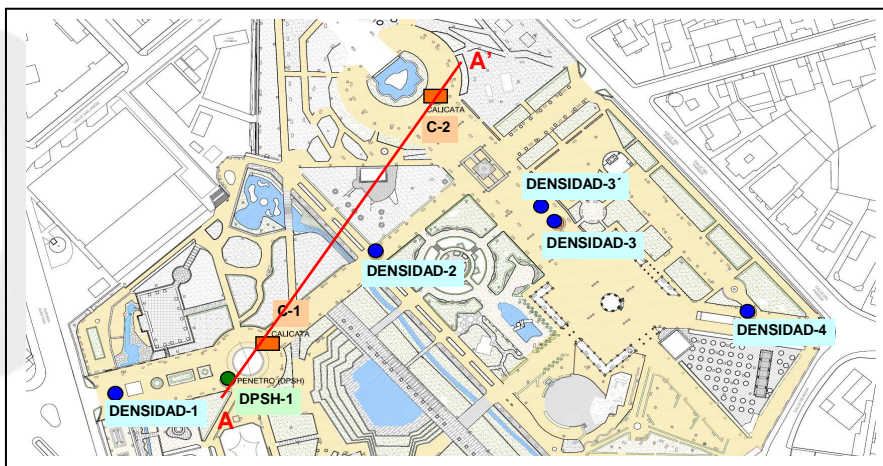 A'
CALICATA
C-2
DENSIDAD-3´
DENSIDAD-3
DENSIDAD-2
C-1
CALICATA
DENSIDAD-4
PENETRO (DPSH)
DPSH-1
DENSIDAD-1
A